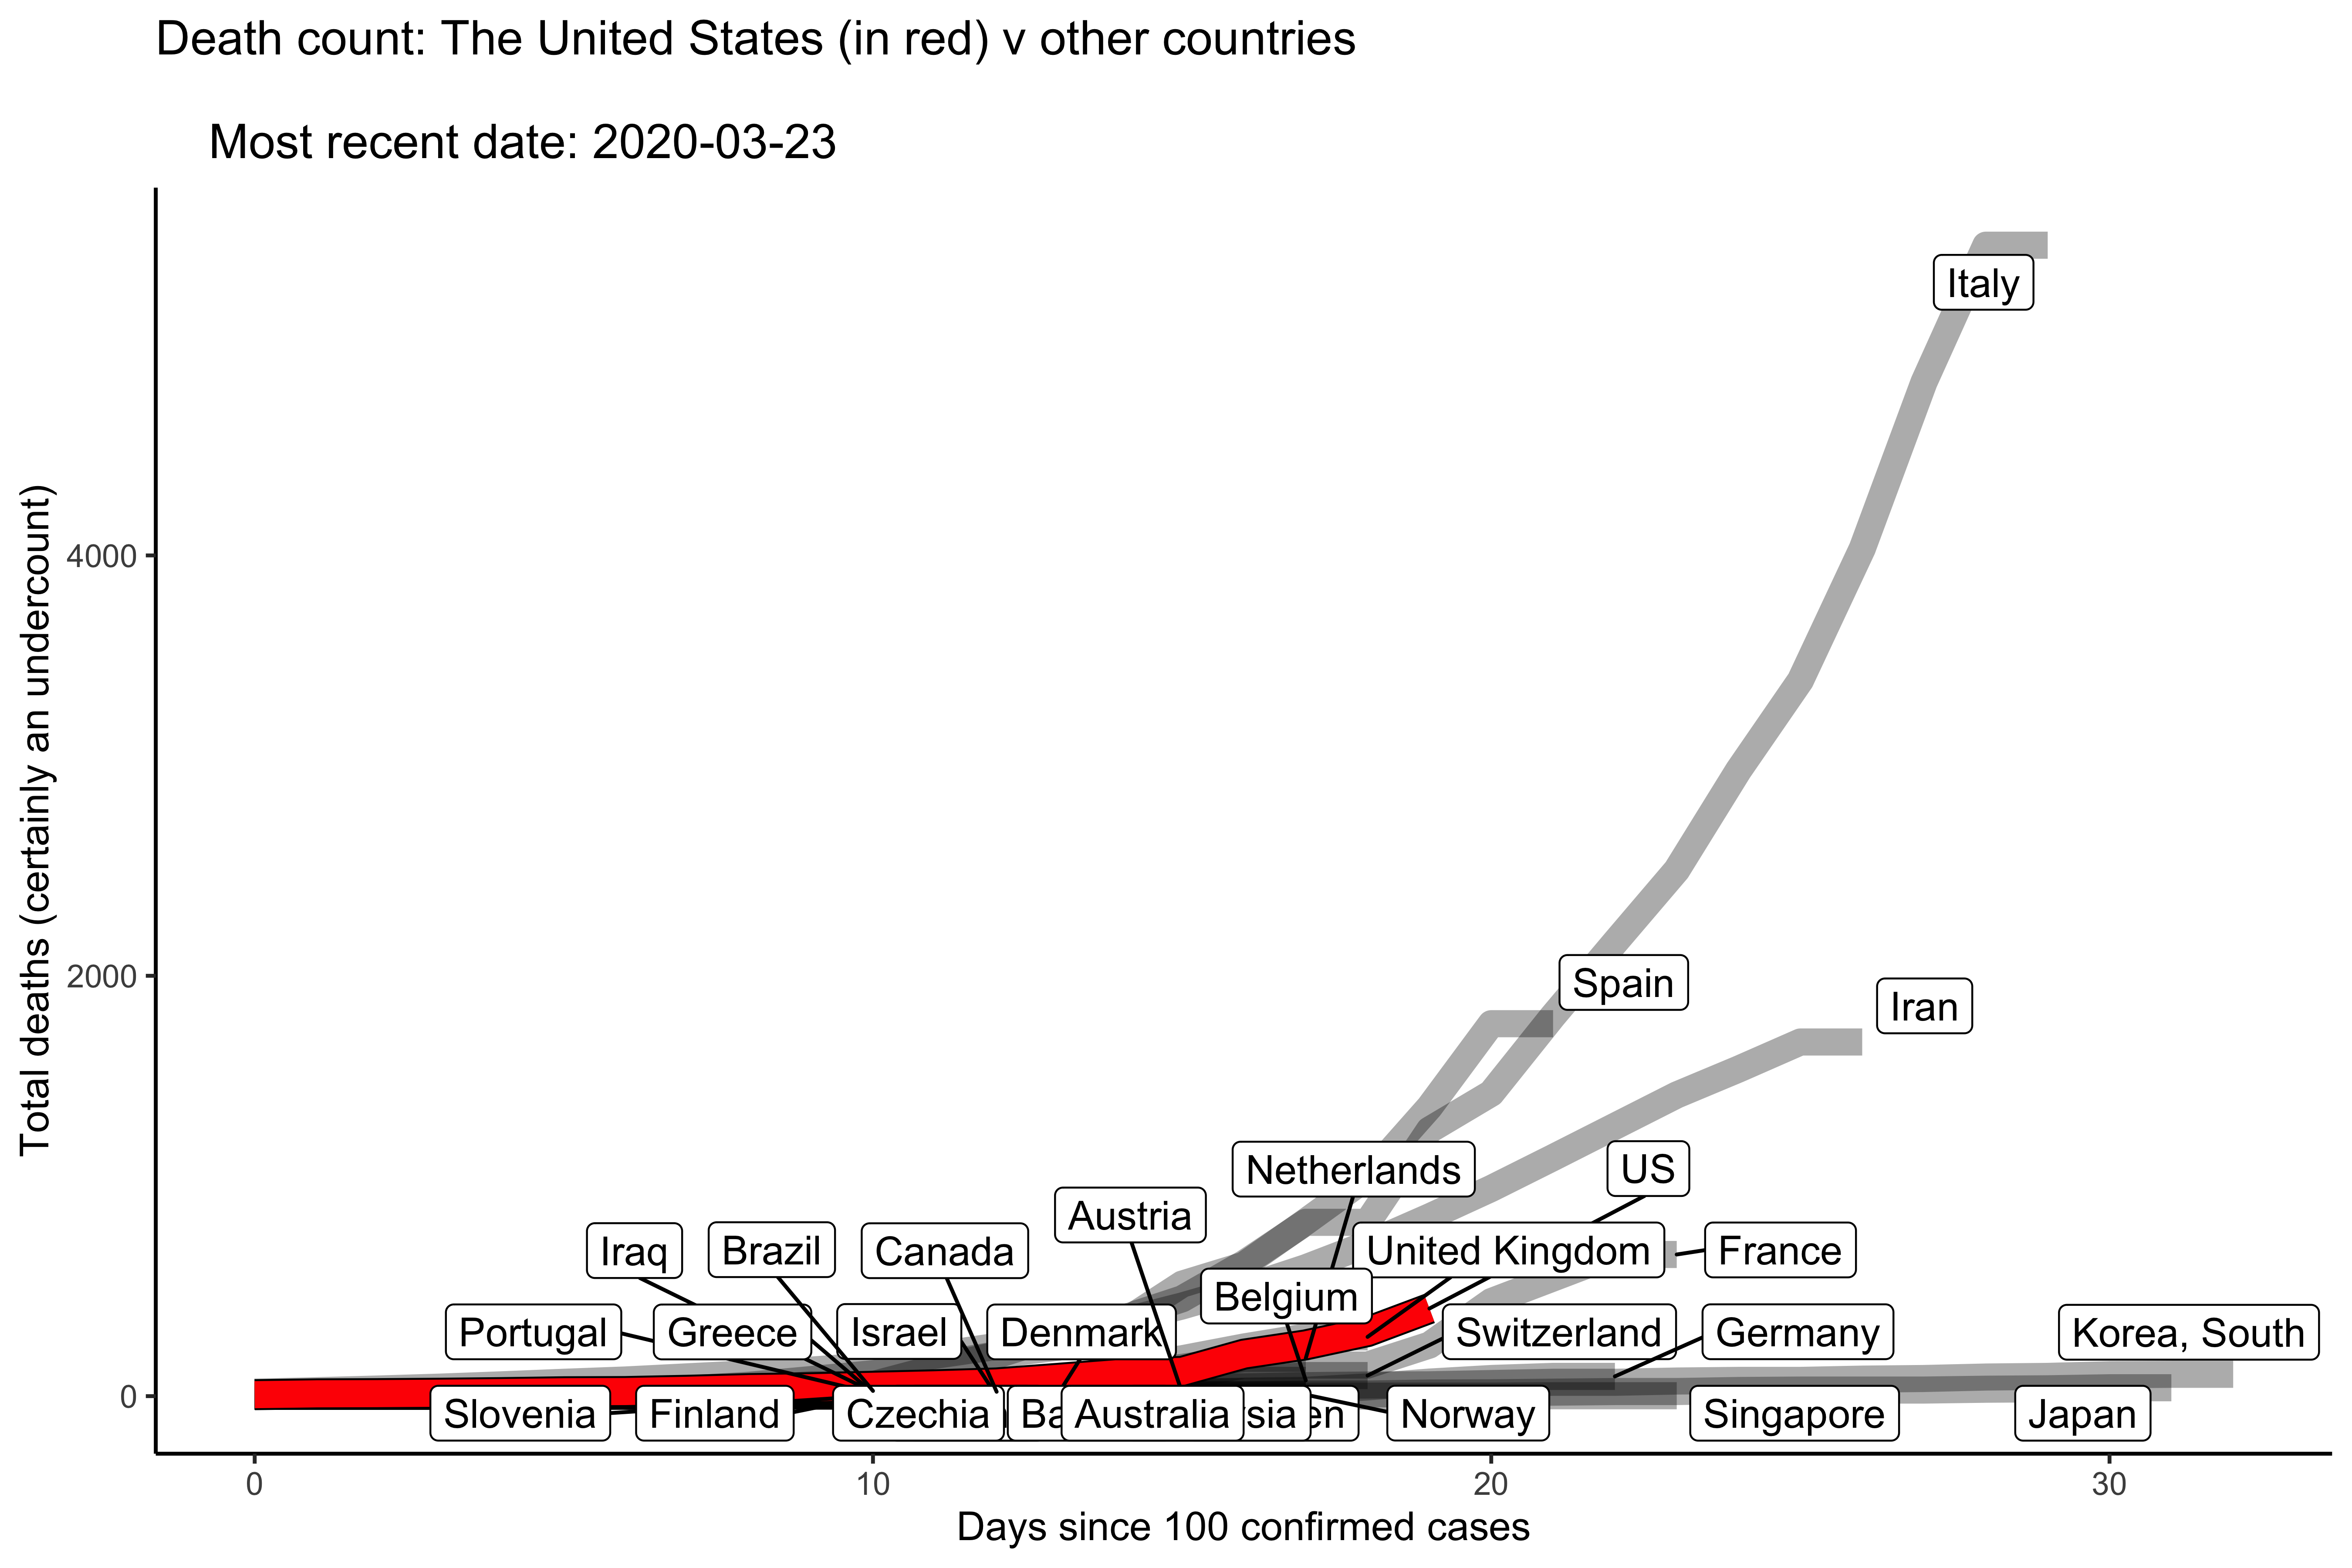 Death count: The United States (in red) v other countries
Most recent date: 2020-03-23
Total deaths (certainly an undercount)
4000
2000
0
Italy
Spain
Iran
Netherlands
US
Austria
Iraq
Brazil
Canada
United Kingdom
France
Belgium
Portugal
Greece
Israel
Denmark
Switzerland
Germany
Korea, South
Slovenia
Finland
Czechia
Australia
Norway
Singapore
Japan
0
10
20
30
Days since 100 confirmed cases